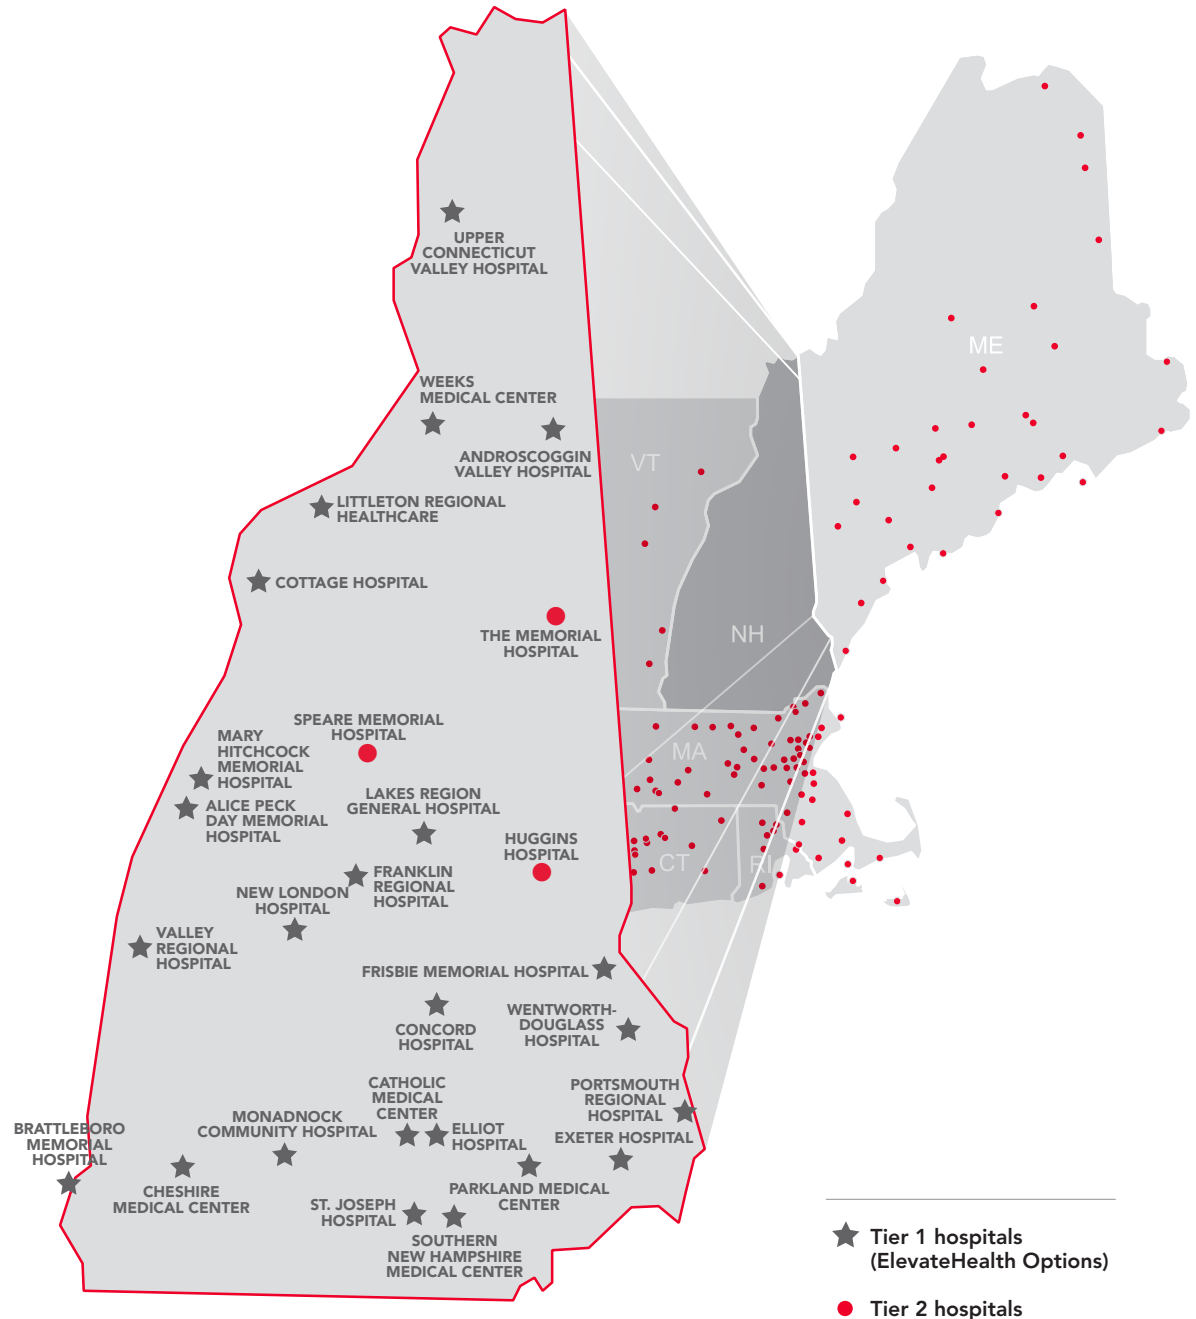 UPPER
CONNECTICUT
VALLEY HOSPITAL
ME
WEEKS
MEDICAL CENTER
ANDROSCOGGIN
VALLEY HOSPITAL
VT
LITTLETON REGIONAL
HEALTHCARE
COTTAGE HOSPITAL
THE MEMORIAL
HOSPITAL
NH
SPEARE MEMORIAL
HOSPITAL
MARY
HITCHCOCK
MEMORIAL
HOSPITAL
MA
ALICE PECK
DAY MEMORIAL
HOSPITAL
LAKES REGION
GENERAL HOSPITAL
HUGGINS
HOSPITAL
CT
RI
FRANKLIN
REGIONAL
HOSPITAL
NEW LONDON
HOSPITAL
VALLEY
REGIONAL
HOSPITAL
FRISBIE MEMORIAL HOSPITAL
CONCORD
HOSPITAL
WENTWORTH-
DOUGLASS
HOSPITAL
CATHOLIC
MEDICAL
CENTER
PORTSMOUTH
REGIONAL
HOSPITAL
BRATTLEBORO
MEMORIAL
HOSPITAL
MONADNOCK
COMMUNITY HOSPITAL
ELLIOT
HOSPITAL
EXETER HOSPITAL
CHESHIRE
MEDICAL CENTER
PARKLAND MEDICAL
CENTER
ST. JOSEPH
HOSPITAL
SOUTHERN
NEW HAMPSHIRE
MEDICAL CENTER
Tier 1 hospitals
(ElevateHealth Options)
Tier 2 hospitals